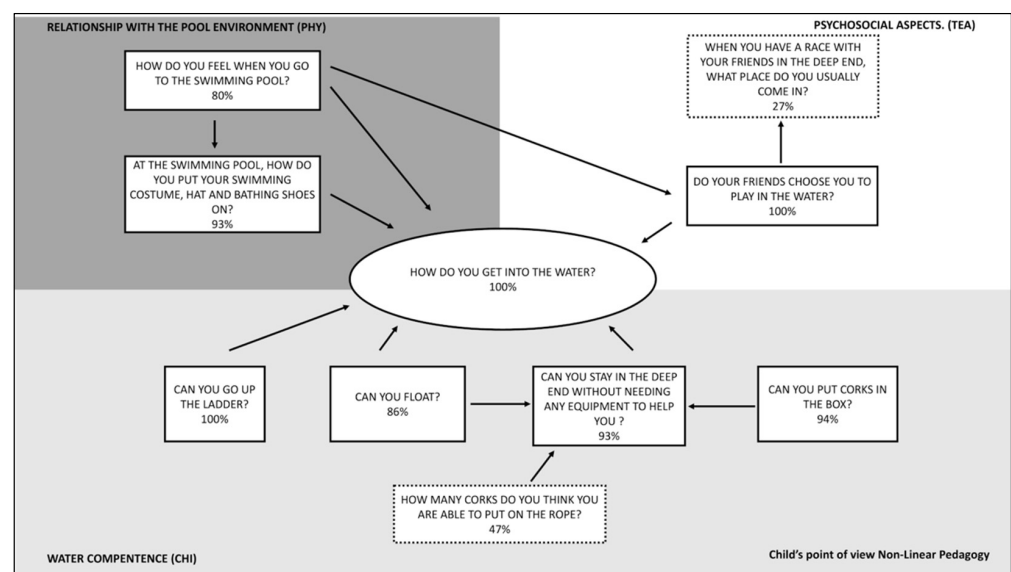 RELATIONSHIP WITH THE POOL ENVIRONMENT (PHY)
PSYCHOSOCIAL ASPECTS. (TEA)
HOW DO YOU FEEL WHEN YOU GO
TO THE SWIMMING POOL?
80%
WHEN YOU HAVE A RACE WITH
YOUR FRIENDS IN THE DEEP END,
WHAT PLACE DO YOU USUALLY
COME IN?
27%
AT THE SWIMMING POOL, HOW DO
YOU PUT YOUR SWIMMING
COSTUME, HAT AND BATHING SHOES
ON?
93%
DO YOUR FRIENDS CHOOSE YOU TO
PLAY IN THE WATER?
100%
HOW DO YOU GET INTO THE WATER?
100%
CAN YOU GO UP
THE LADDER?
100%
CAN YOU FLOAT?
86%
CAN YOU STAY IN THE DEEP
END WITHOUT NEEDING
ANY EQUIPMENT TO HELP
YOU ?
93%
CAN YOU PUT CORKS IN
THE BOX?
94%
HOW MANY CORKS DO YOU THINK YOU
ARE ABLE TO PUT ON THE ROPE?
47%
WATER COMPENTENCE (CHI)
Child's point of view Non-Linear Pedagogy